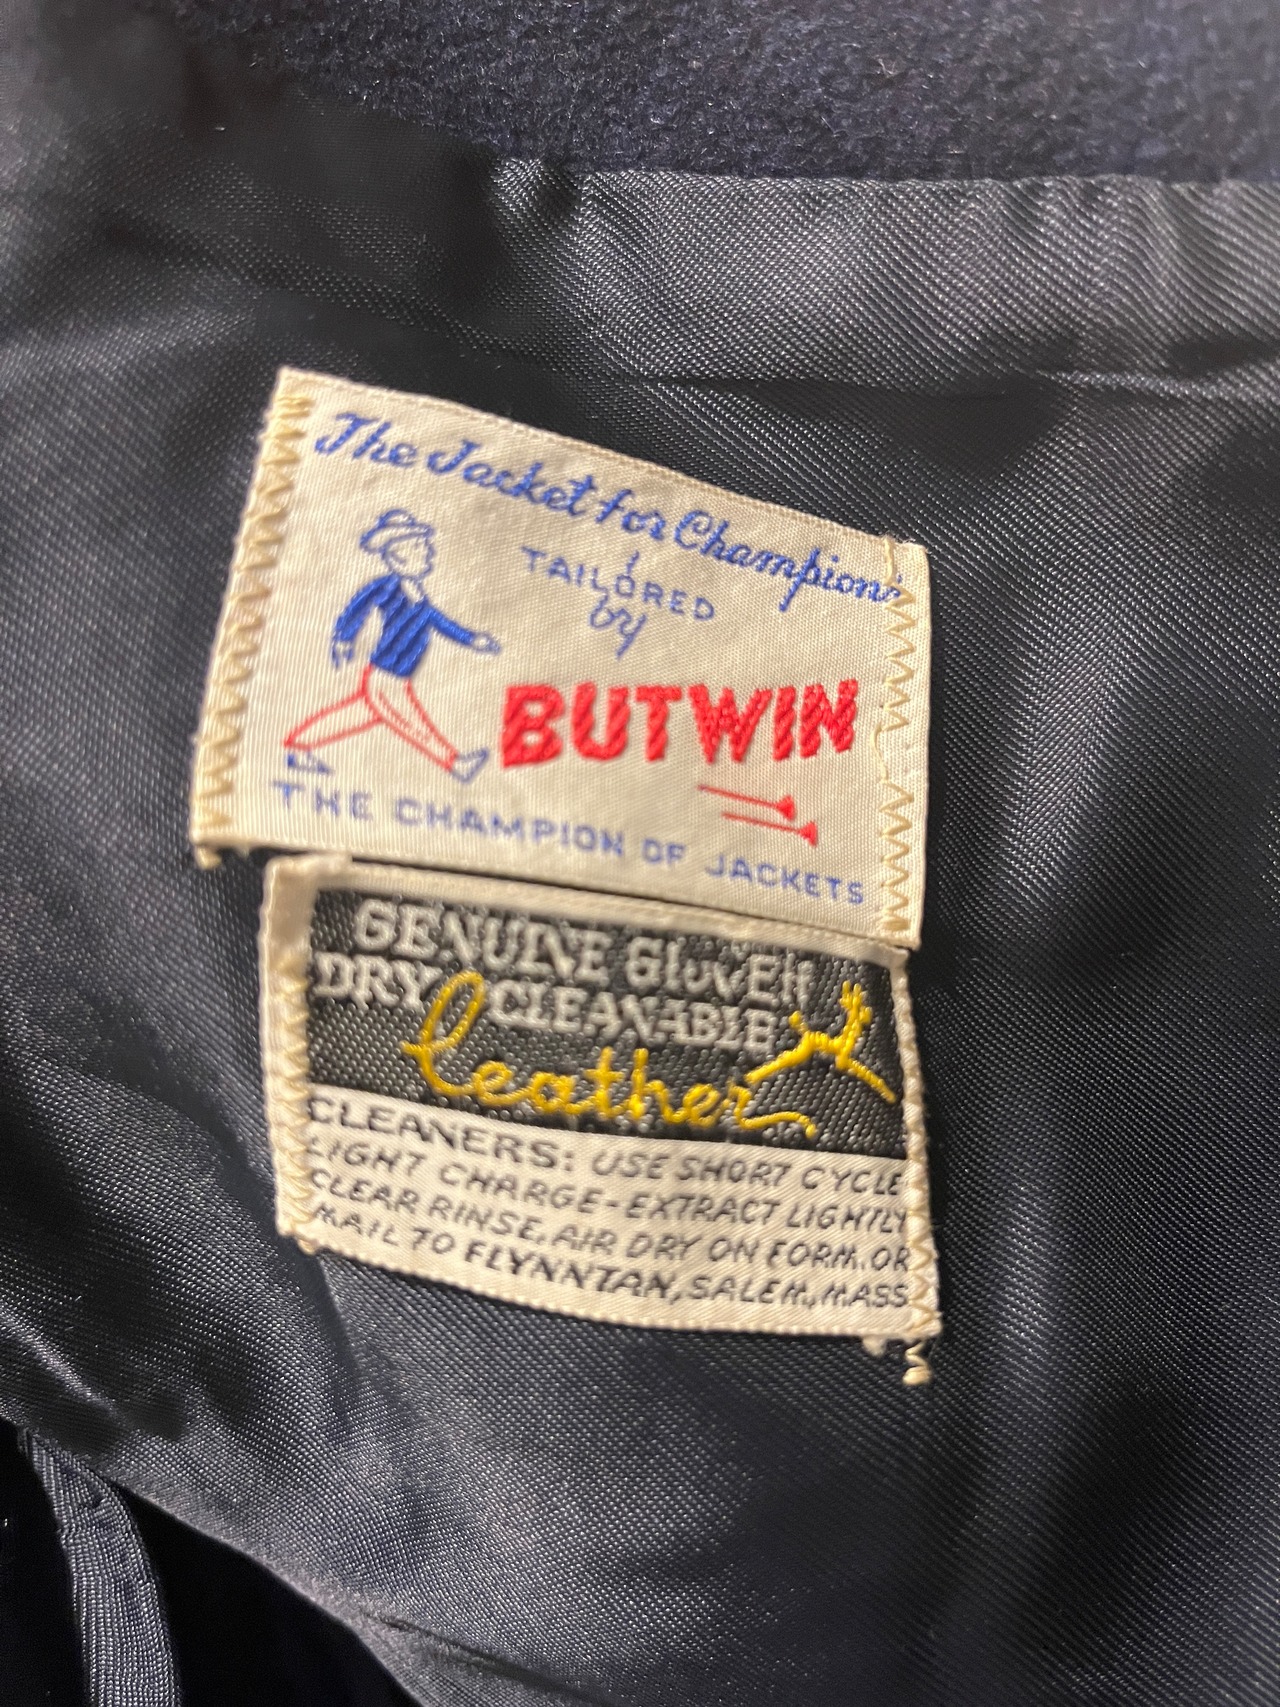 The Jacket for Champions
TAILORED
by
BUTWIN
THE CHAMPION OF JACKETS
GENUINE GLOVER
DRY CLEANABLE
leather
CLEANERS: USE SHORT CYCLE
LIGHT CHARGE-EXTRACT LIGHTLY
CLEAR RINSE, AIR DRY ON FORM. OR
MAIL TO FLYNNTAN, SALEM, MASS